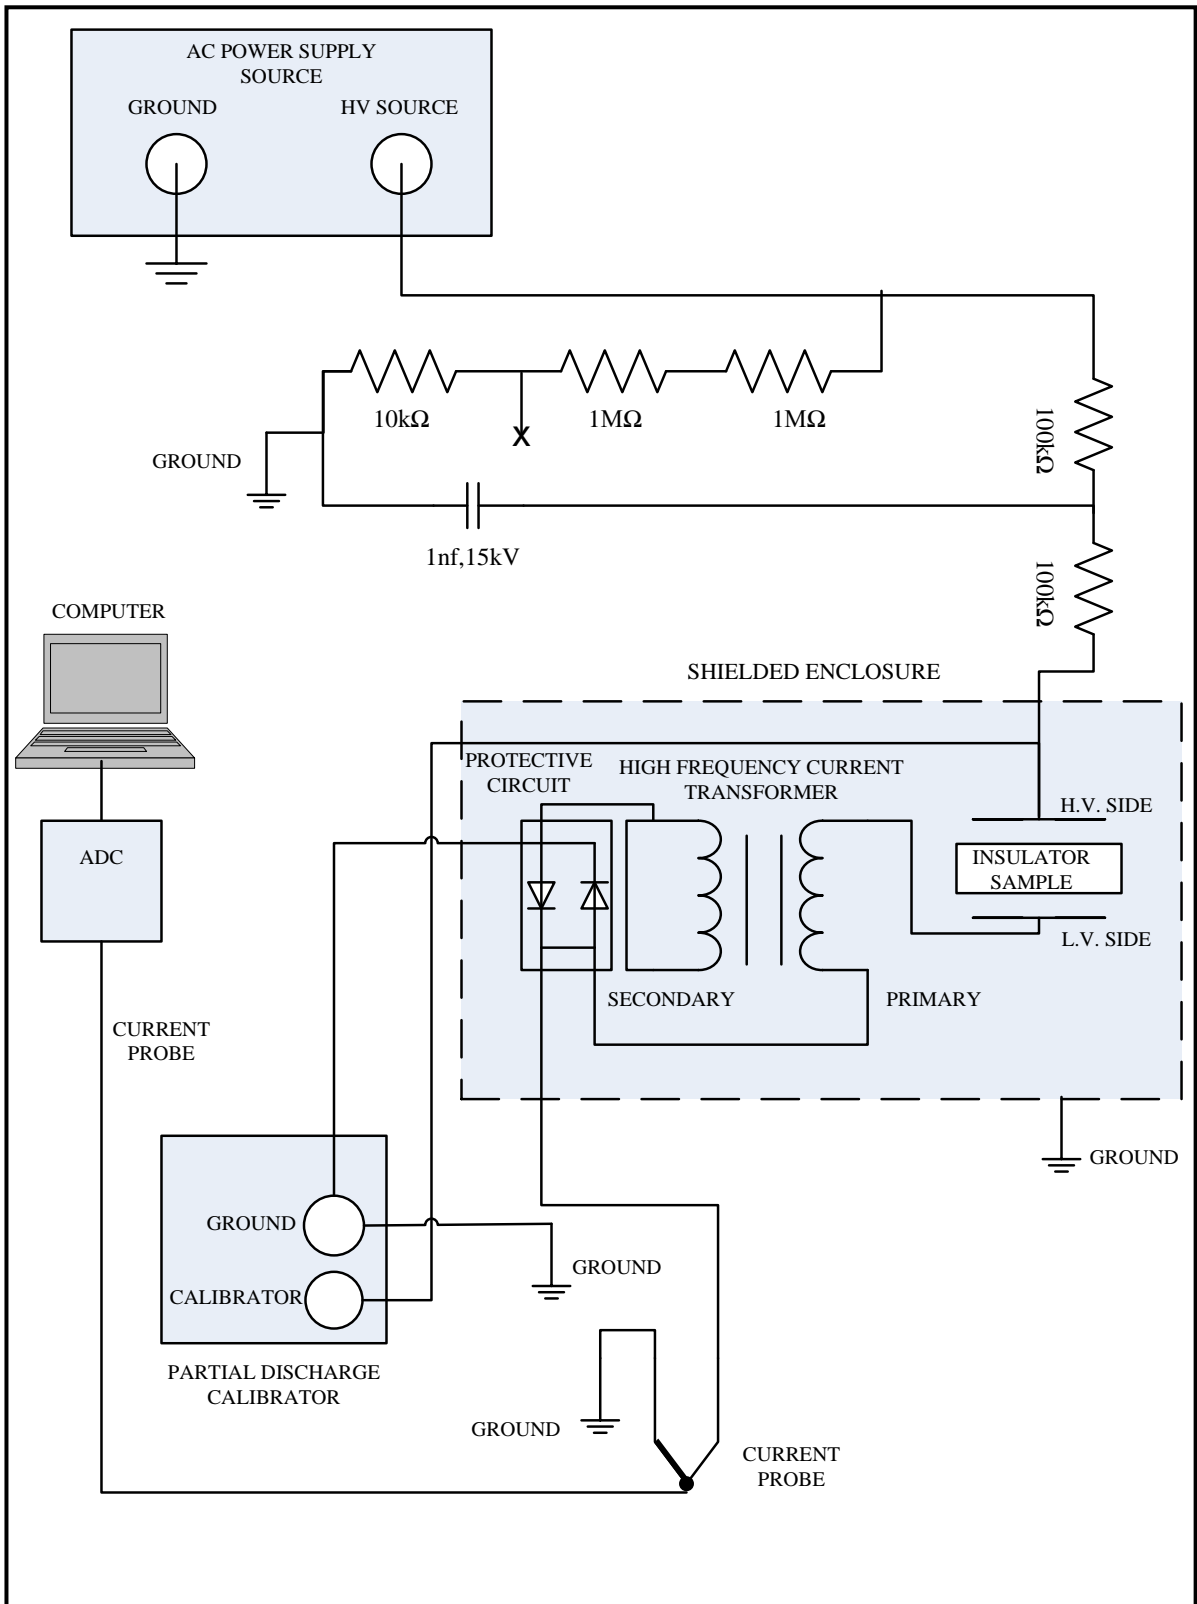 AC POWER SUPPLY
SOURCE
GROUND
HV SOURCE
10kΩ
1MΩ
1MΩ
100kΩ
X
GROUND
1nf,15kV
100kΩ
COMPUTER
SHIELDED ENCLOSURE
PROTECTIVE
CIRCUIT
HIGH FREQUENCY CURRENT
TRANSFORMER
H.V. SIDE
ADC
INSULATOR
SAMPLE
L.V. SIDE
SECONDARY
PRIMARY
CURRENT
PROBE
GROUND
GROUND
GROUND
CALIBRATOR
PARTIAL DISCHARGE
CALIBRATOR
GROUND
CURRENT
PROBE